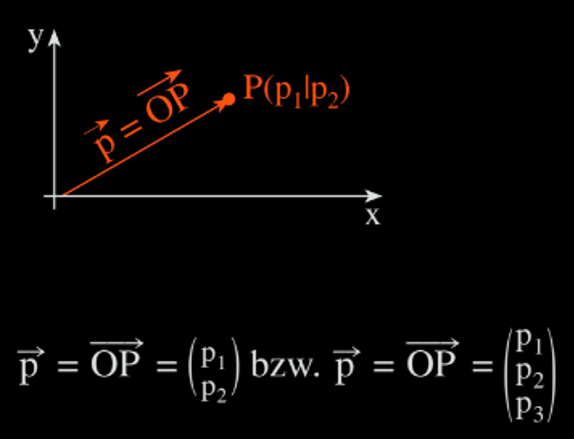 y
p⃗ = OP⃗
P(p₁|p₂)
x
p⃗ = OP⃗ = (p₁ p₂) bzw. p⃗ = OP⃗ = (p₁ p₂ p₃)